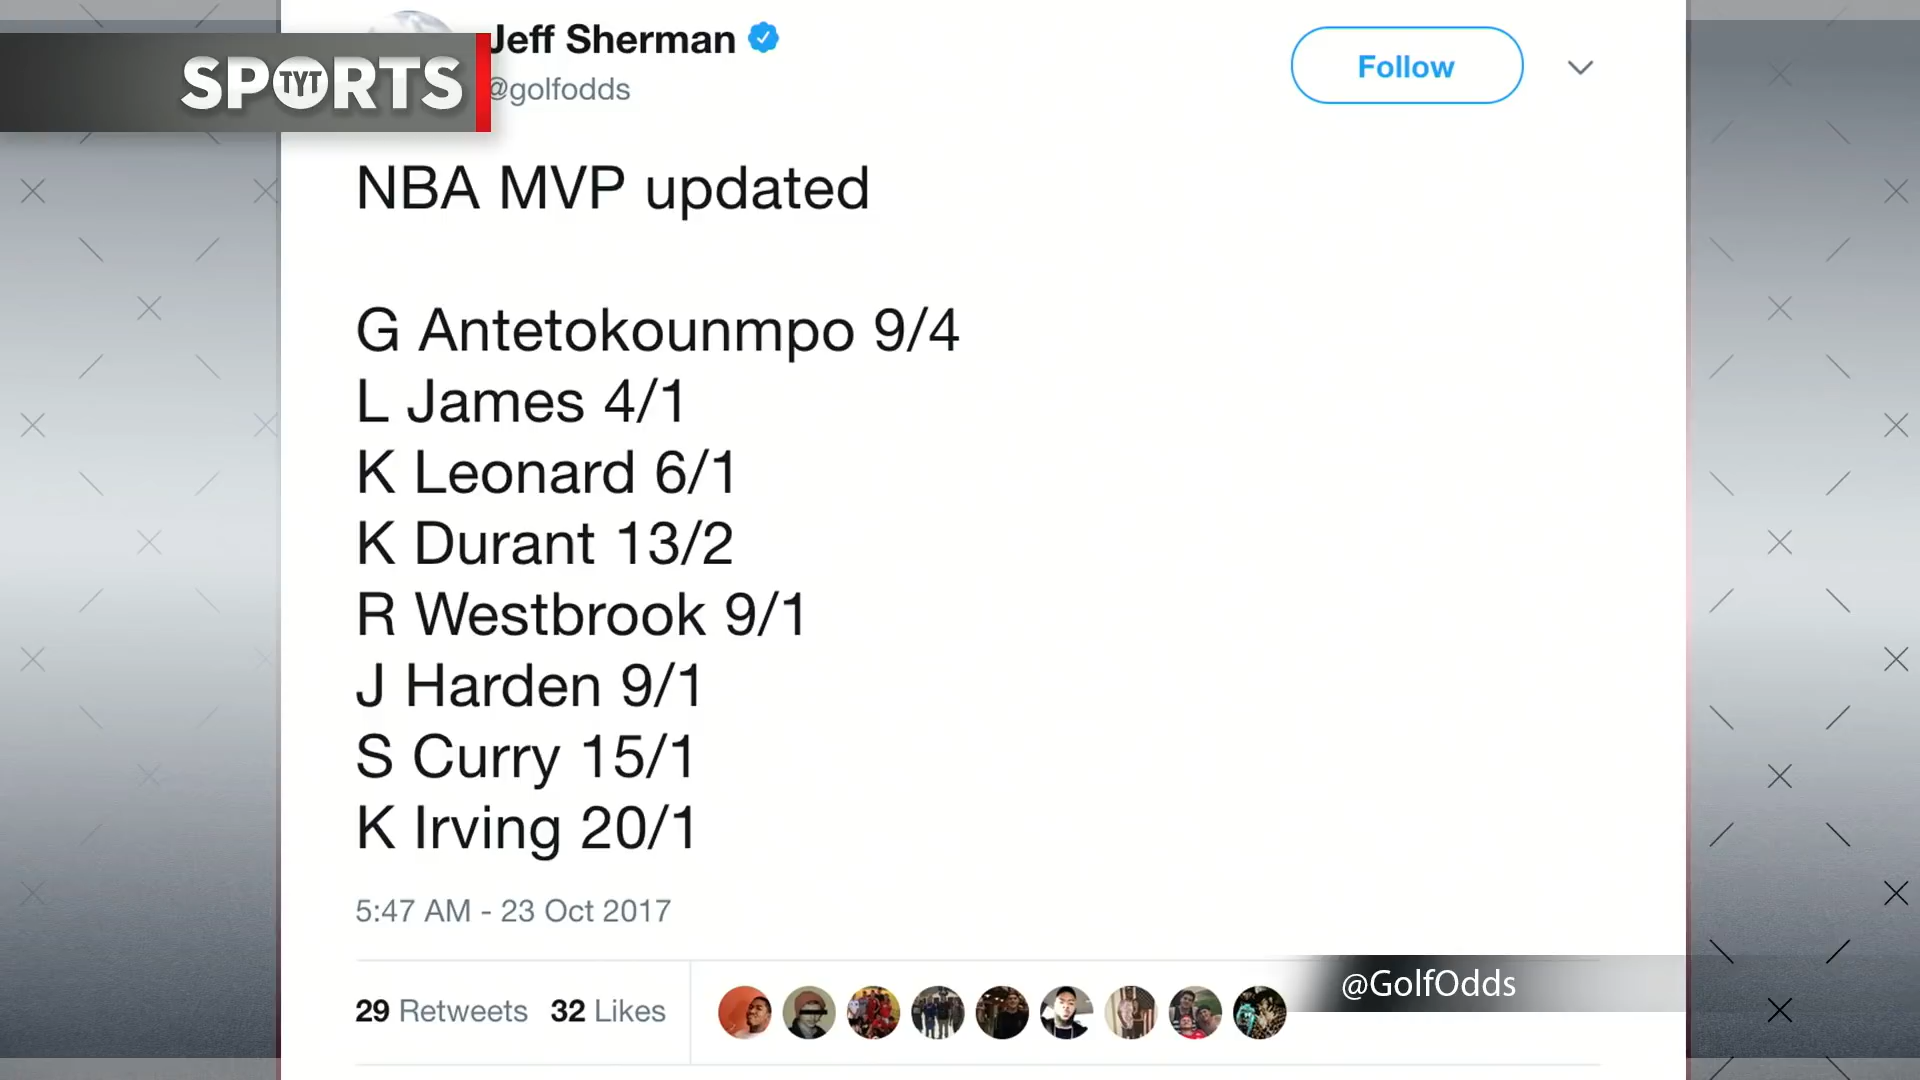 SPORTS
TYT
Jeff Sherman
@golfodds
Follow
NBA MVP updated
G Antetokounmpo 9/4
L James 4/1
K Leonard 6/1
K Durant 13/2
R Westbrook 9/1
J Harden 9/1
S Curry 15/1
K Irving 20/1
5:47 AM - 23 Oct 2017
29 Retweets 32 Likes
@GolfOdds